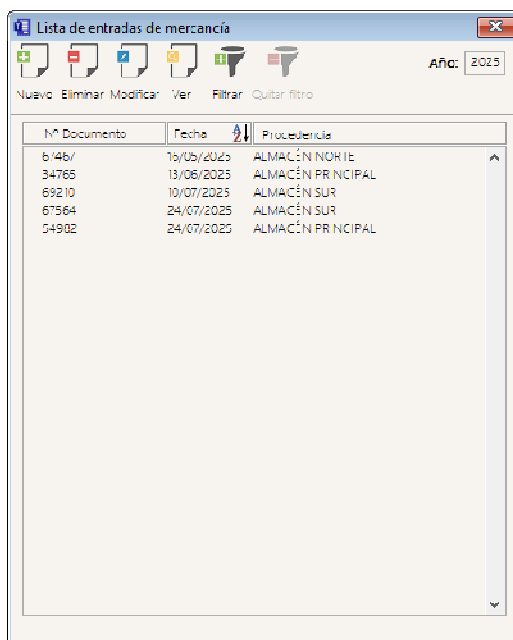 Lista de entradas de mercancía
Nuevo Eliminar Modificar Ver Filtrar Quitar filtro Año: 2025
Nº Documento Fecha Procedencia
67467 16/05/2025 ALMACÉN NORTE
34765 13/06/2025 ALMACÉN PRINCIPAL
69210 10/07/2025 ALMACÉN SUR
67564 24/07/2025 ALMACÉN SUR
54982 24/07/2025 ALMACÉN PRINCIPAL